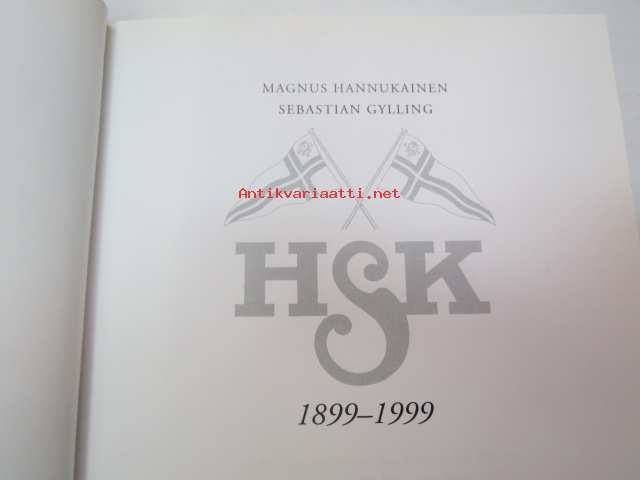 MAGNUS HANNUKAINEN
SEBASTIAN GYLLING
Antikvariaatti.net
HSK
1899–1999